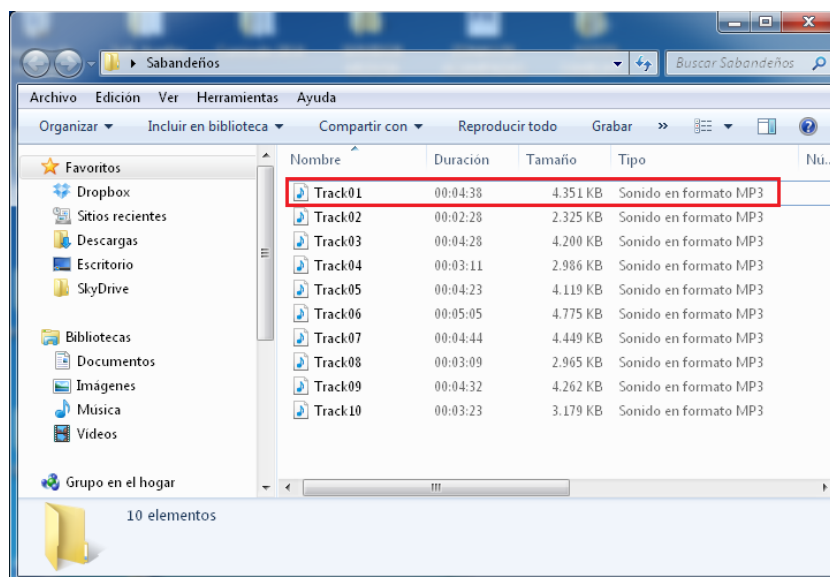 Sabandeños
Buscar Sabandeños
Archivo Edición Ver Herramientas Ayuda
Organizar Incluir en biblioteca Compartir con Reproducir todo Grabar »
Favoritos
Dropbox
Sitios recientes
Descargas
Escritorio
SkyDrive
Bibliotecas
Documentos
Imágenes
Música
Vídeos
Grupo en el hogar
Nombre Duración Tamaño Tipo Nú..
Track01 00:04:38 4.351 KB Sonido en formato MP3
Track02 00:02:28 2.325 KB Sonido en formato MP3
Track03 00:04:28 4.200 KB Sonido en formato MP3
Track04 00:03:11 2.986 KB Sonido en formato MP3
Track05 00:04:23 4.119 KB Sonido en formato MP3
Track06 00:05:05 4.775 KB Sonido en formato MP3
Track07 00:04:44 4.449 KB Sonido en formato MP3
Track08 00:03:09 2.965 KB Sonido en formato MP3
Track09 00:04:32 4.262 KB Sonido en formato MP3
Track10 00:03:23 3.179 KB Sonido en formato MP3
10 elementos